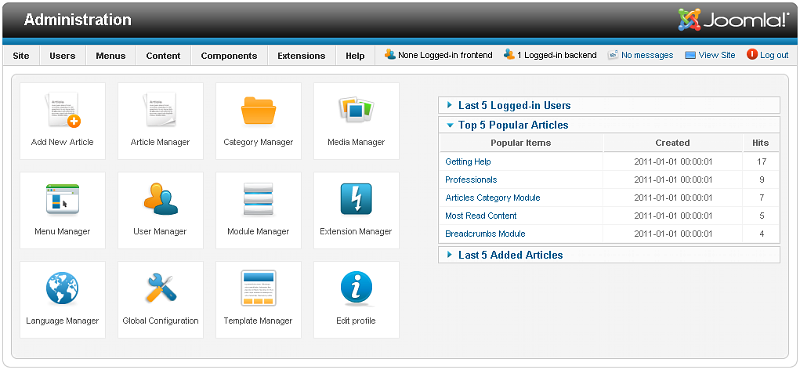 Administration
Joomla!®
Site Users Menus Content Components Extensions Help None Logged-in frontend 1 Logged-in backend No messages View Site Log out
Add New Article Article Manager Category Manager Media Manager
Menu Manager User Manager Module Manager Extension Manager
Language Manager Global Configuration Template Manager Edit profile
Last 5 Logged-in Users
Top 5 Popular Articles
Popular Items Created Hits
Getting Help 2011-01-01 00:00:01 17
Professionals 2011-01-01 00:00:01 9
Articles Category Module 2011-01-01 00:00:01 7
Most Read Content 2011-01-01 00:00:01 5
Breadcrumbs Module 2011-01-01 00:00:01 4
Last 5 Added Articles